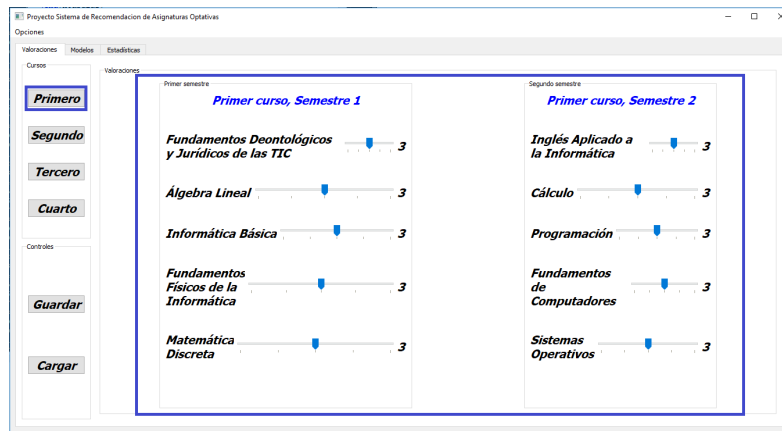 Proyecto Sistema de Recomendacion de Asignaturas Optativas
Opciones
Valoraciones Modelos Estadísticas
Cursos
Primero
Segundo
Tercero
Cuarto
Controles
Guardar
Cargar
Valoraciones
Primer semestre
Primer curso, Semestre 1
Fundamentos Deontológicos
y Jurídicos de las TIC
3
Álgebra Lineal
3
Informática Básica
3
Fundamentos
Físicos de la
Informática
3
Matemática
Discreta
3
Segundo semestre
Primer curso, Semestre 2
Inglés Aplicado a
la Informática
3
Cálculo
3
Programación
3
Fundamentos
de
Computadores
3
Sistemas
Operativos
3